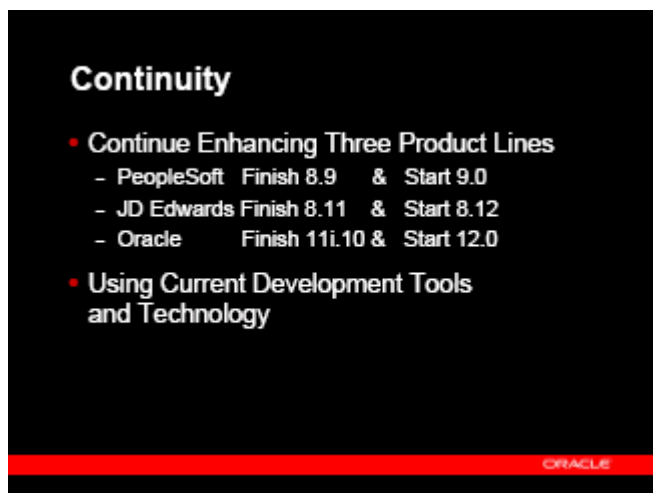 Continuity
• Continue Enhancing Three Product Lines
– PeopleSoft Finish 8.9 & Start 9.0
– JD Edwards Finish 8.11 & Start 8.12
– Oracle Finish 11i.10 & Start 12.0
• Using Current Development Tools
and Technology
ORACLE